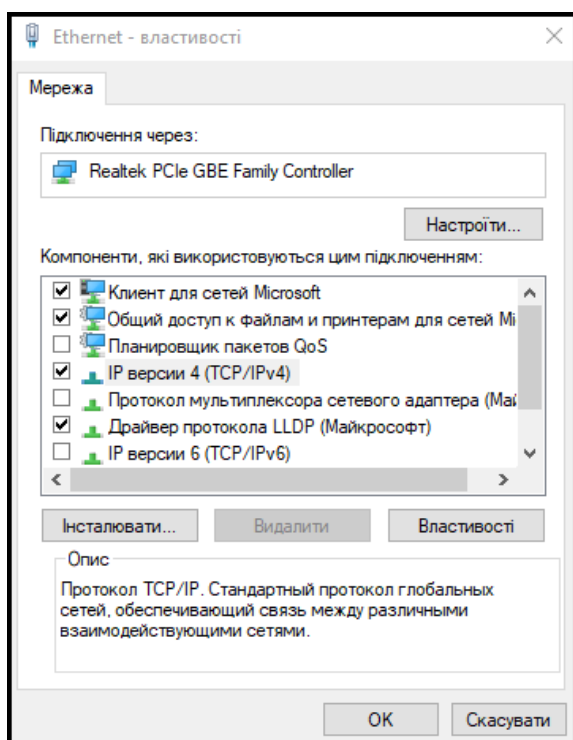 Ethernet - властивості
Мережа
Підключення через:
Realtek PCIe GBE Family Controller
Настроїти...
Компоненти, які використовуються цим підключенням:
Клиент для сетей Microsoft
Общий доступ к файлам и принтерам для сетей Mi
Планировщик пакетов QoS
IP версии 4 (TCP/IPv4)
Протокол мультиплексора сетевого адаптера (Май
Драйвер протокола LLDP (Майкрософт)
IP версии 6 (TCP/IPv6)
Інсталювати...
Видалити
Властивості
Опис
Протокол TCP/IP. Стандартный протокол глобальных
сетей, обеспечивающий связь между различными
взаимодействующими сетями.
OK
Скасувати